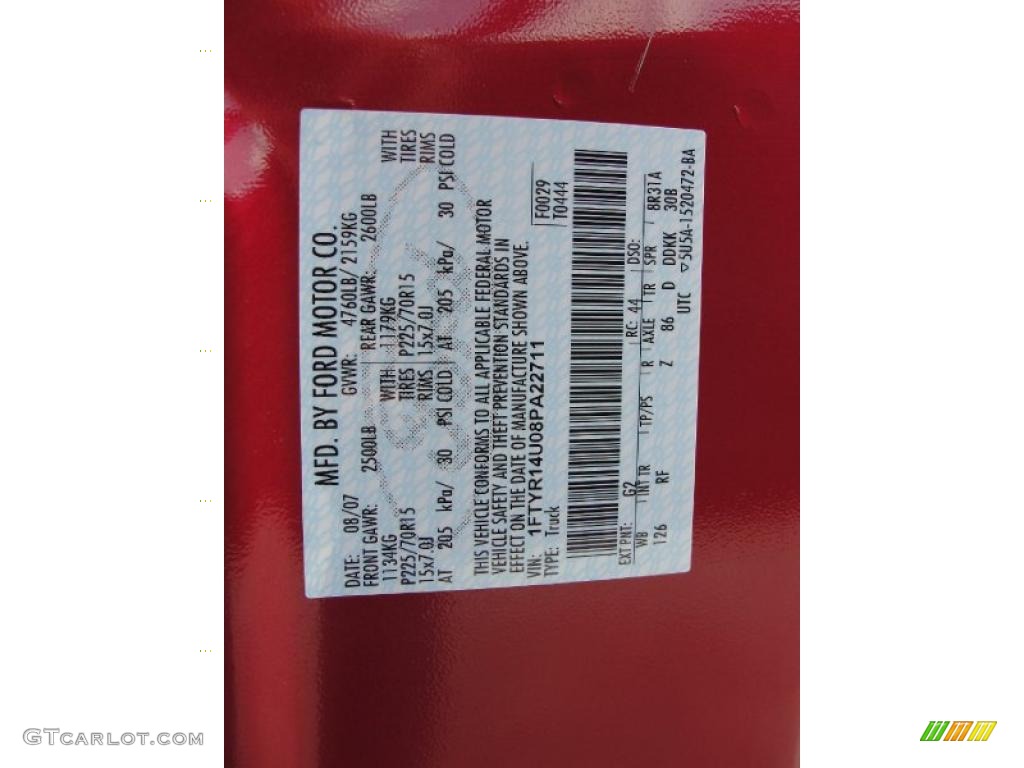 MFD. BY FORD MOTOR CO.
DATE: 08/07 GVWR: 4760LB/ 2159KG
FRONT GAWR: 2500LB REAR GAWR: 2600LB
1134KG WITH 1179KG WITH
P225/70R15 TIRES P225/70R15 TIRES
15x7.0J RIMS 15x7.0J RIMS
AT 205 kPa/ 30 PSI COLD AT 205 kPa/ 30 PSI COLD
THIS VEHICLE CONFORMS TO ALL APPLICABLE FEDERAL MOTOR
VEHICLE SAFETY AND THEFT PREVENTION STANDARDS IN
EFFECT ON THE DATE OF MANUFACTURE SHOWN ABOVE.
VIN: 1FTYR14U08PA22711 F0029
TYPE: Truck T0444
EXT PNT: G2 RC: 44 DSO:
WB INT TR TP/PS R AXLE TR SPR 8R31A
126 RF Z 86 D DDKK 30B
UTC ▽5U5A-1520472-BA
GTCarlot.com